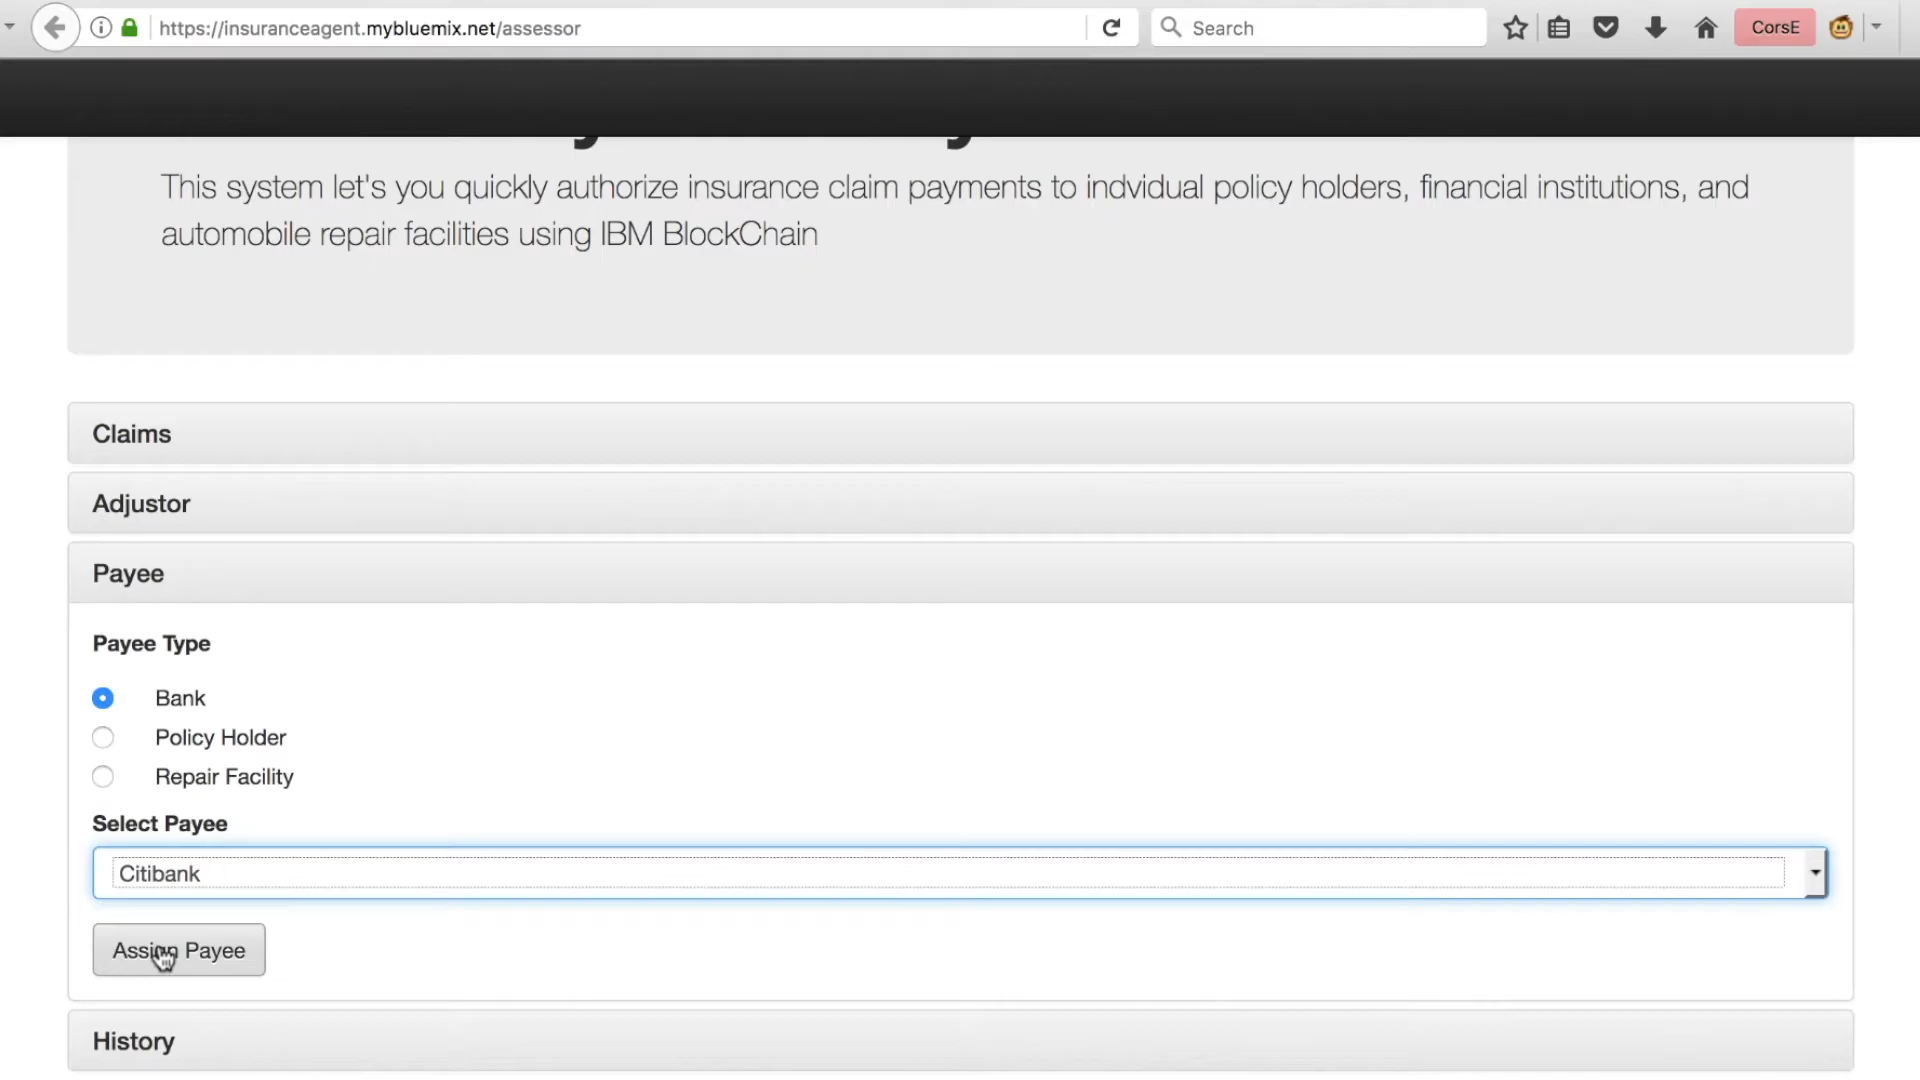 https://insuranceagent.mybluemix.net/assessor
Search
CorsE
This system let's you quickly authorize insurance claim payments to indvidual policy holders, financial institutions, and
automobile repair facilities using IBM BlockChain
Claims
Adjustor
Payee
Payee Type
Bank
Policy Holder
Repair Facility
Select Payee
Citibank
Assign Payee
History